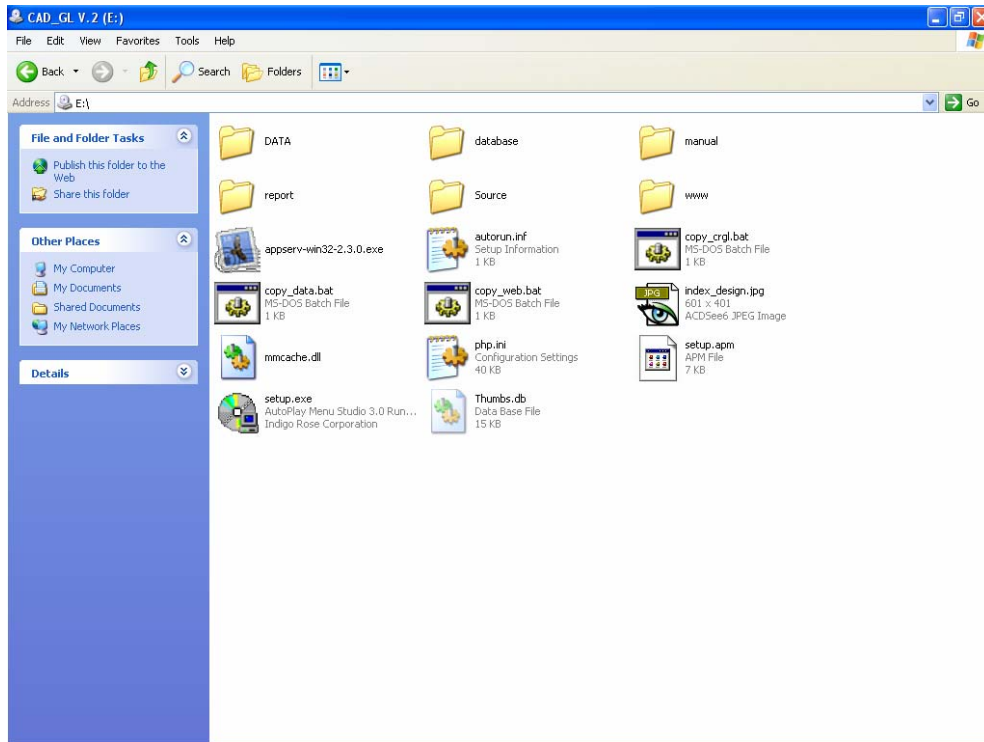 CAD_GL V.2 (E:)
File Edit View Favorites Tools Help
Back Search Folders
Address E:\ Go
File and Folder Tasks
Publish this folder to the
Web
Share this folder
Other Places
My Computer
My Documents
Shared Documents
My Network Places
Details
DATA
database
manual
report
Source
www
appserv-win32-2.3.0.exe
autorun.inf
Setup Information
1 KB
copy_crgl.bat
MS-DOS Batch File
1 KB
copy_data.bat
MS-DOS Batch File
1 KB
copy_web.bat
MS-DOS Batch File
1 KB
JPG
index_design.jpg
601 x 401
ACDSee6 JPEG Image
mmcache.dll
php.ini
Configuration Settings
40 KB
setup.apm
APM File
7 KB
setup.exe
AutoPlay Menu Studio 3.0 Run...
Indigo Rose Corporation
Thumbs.db
Data Base File
15 KB